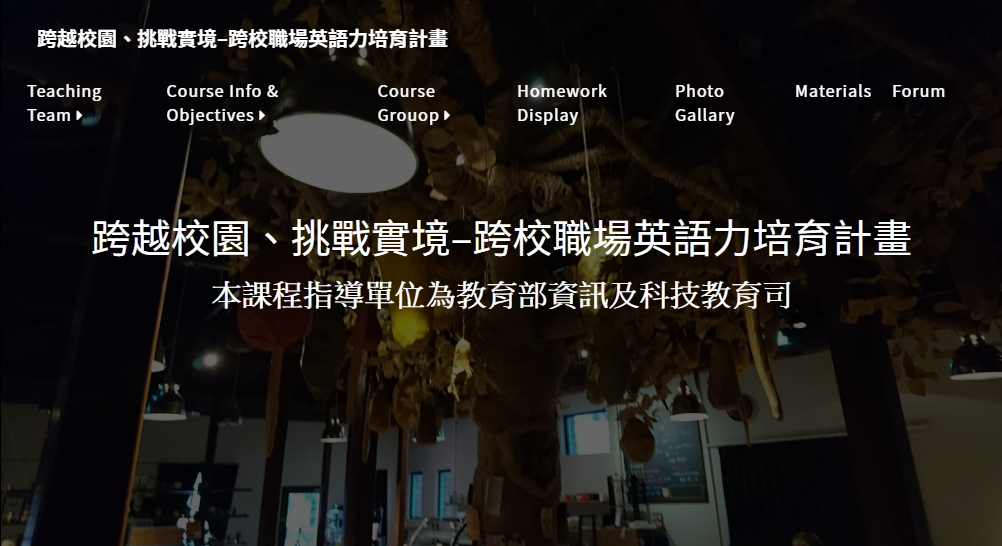 跨越校園、挑戰實境–跨校職場英語力培育計畫
Teaching
Team
Course Info &
Objectives
Course
Grouop
Homework
Display
Photo
Gallary
Materials
Forum
跨越校園、挑戰實境–跨校職場英語力培育計畫
本課程指導單位為教育部資訊及科技教育司